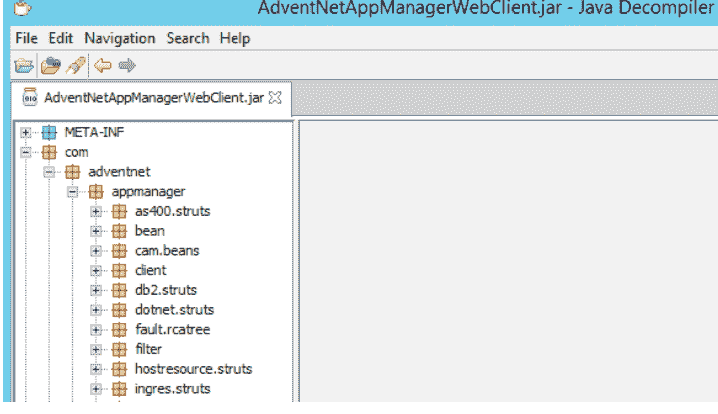 AdventNetAppManagerWebClient.jar - Java Decompiler
File Edit Navigation Search Help
AdventNetAppManagerWebClient.jar
META-INF
com
adventnet
appmanager
as400.struts
bean
cam.beans
client
db2.struts
dotnet.struts
fault.rcatree
filter
hostresource.struts
ingres.struts